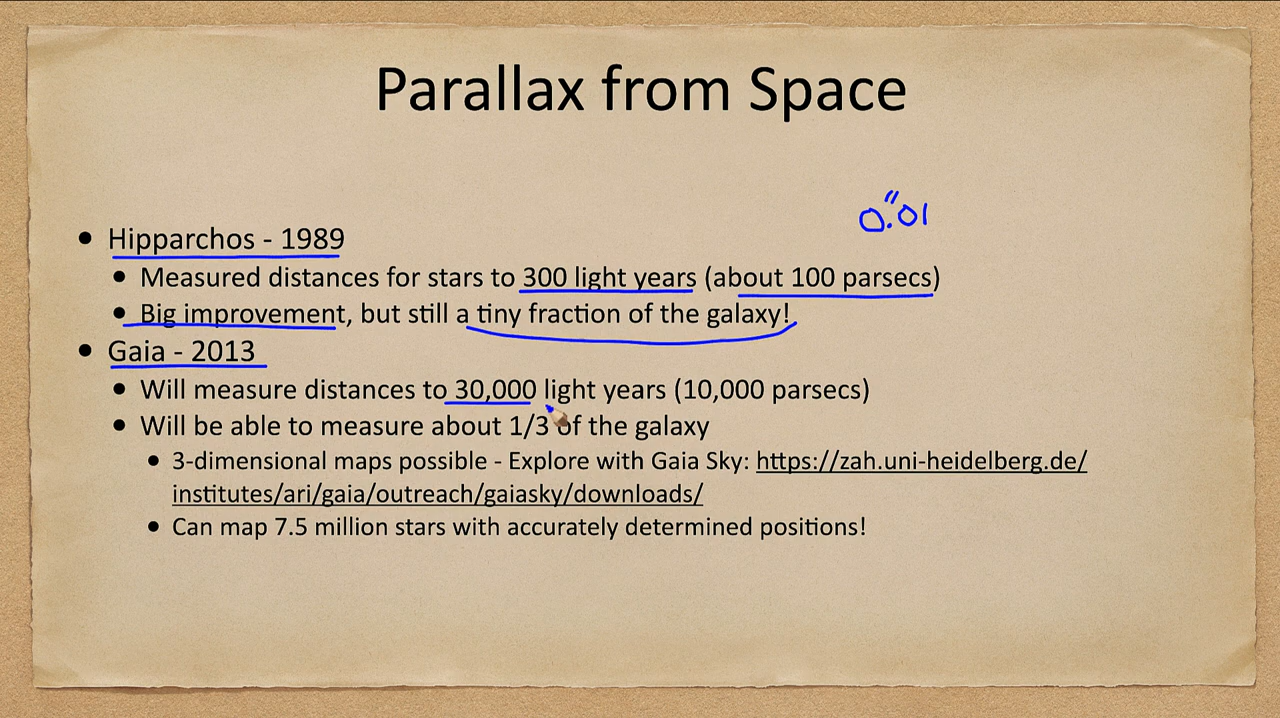 Parallax from Space
0."01
• Hipparchos - 1989
• Measured distances for stars to 300 light years (about 100 parsecs)
• Big improvement, but still a tiny fraction of the galaxy!
• Gaia - 2013
• Will measure distances to 30,000 light years (10,000 parsecs)
• Will be able to measure about 1/3 of the galaxy
• 3-dimensional maps possible - Explore with Gaia Sky: https://zah.uni-heidelberg.de/
institutes/ari/gaia/outreach/gaiasky/downloads/
• Can map 7.5 million stars with accurately determined positions!